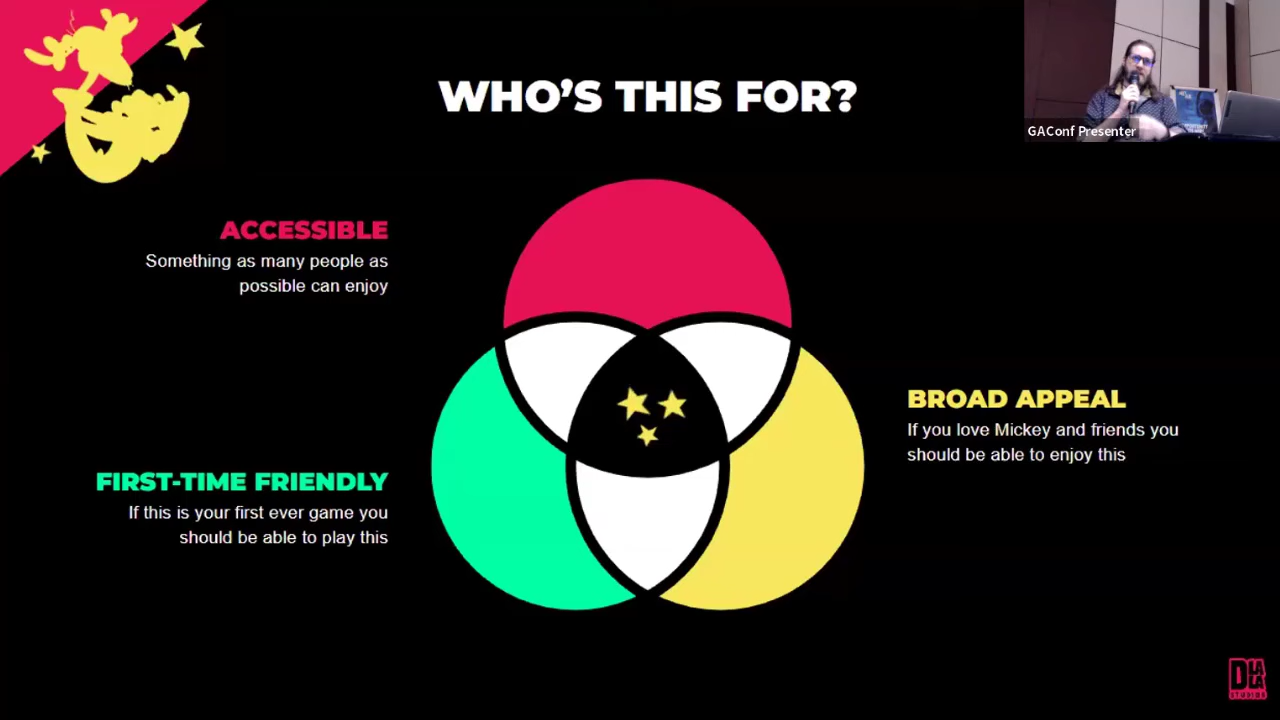 WHO'S THIS FOR?
GAConf Presenter
ACCESSIBLE
Something as many people as
possible can enjoy
BROAD APPEAL
If you love Mickey and friends you
should be able to enjoy this
FIRST-TIME FRIENDLY
If this is your first ever game you
should be able to play this
DLALA
STUDIOS